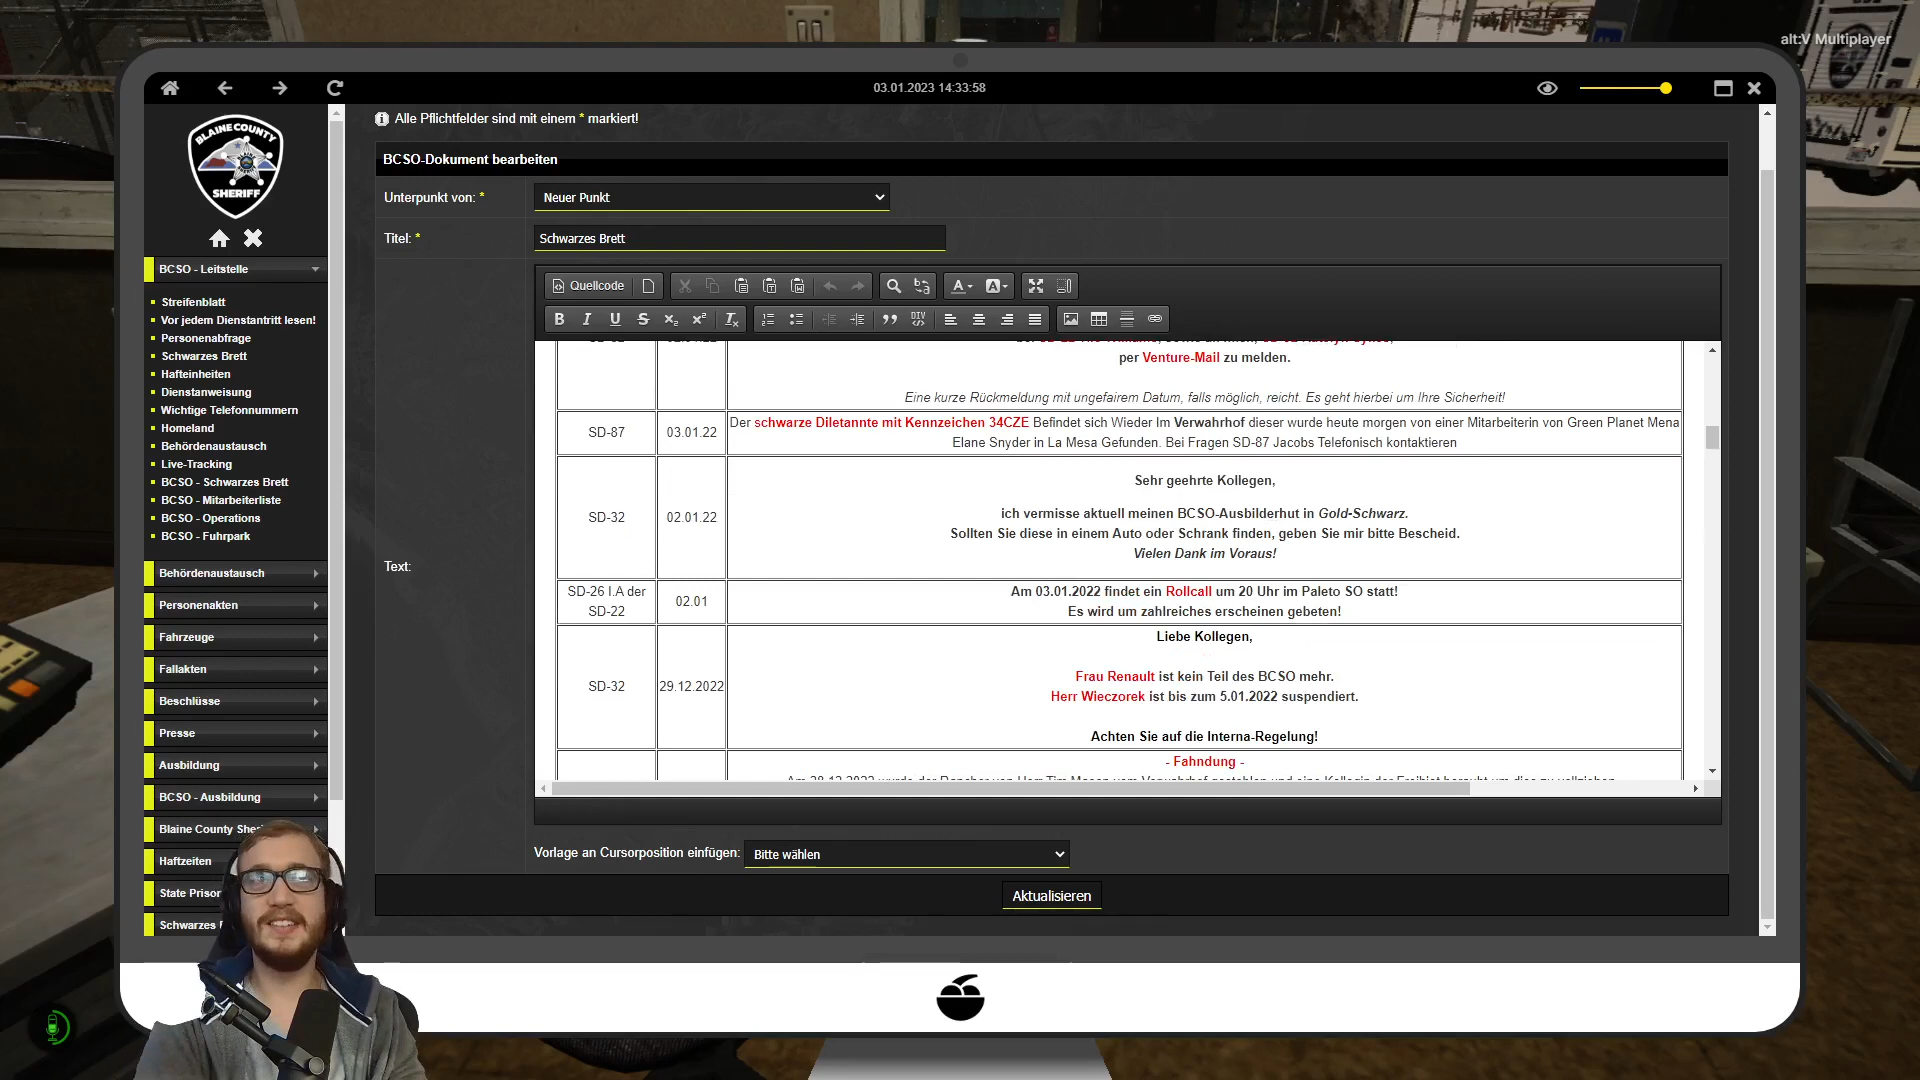 alt:V Multiplayer
03.01.2023 14:33:58
BLAINE COUNTY
SHERIFF
BCSO - Leitstelle
Streifenblatt
Vor jedem Dienstantritt lesen!
Personenabfrage
Schwarzes Brett
Hafteinheiten
Dienstanweisung
Wichtige Telefonnummern
Homeland
Behördenaustausch
Live-Tracking
BCSO - Schwarzes Brett
BCSO - Mitarbeiterliste
BCSO - Operations
BCSO - Fuhrpark
Behördenaustausch
Personenakten
Fahrzeuge
Fallakten
Beschlüsse
Presse
Ausbildung
BCSO - Ausbildung
Blaine County Sheri
Haftzeiten
State Prison
Schwarzes
Alle Pflichtfelder sind mit einem * markiert!
BCSO-Dokument bearbeiten
Unterpunkt von: *
Neuer Punkt
Titel: *
Schwarzes Brett
Text:
Quellcode
per Venture-Mail zu melden.
Eine kurze Rückmeldung mit ungefairem Datum, falls möglich, reicht. Es geht hierbei um Ihre Sicherheit!
SD-87
03.01.22
Der schwarze Diletannte mit Kennzeichen 34CZE Befindet sich Wieder Im Verwahrhof dieser wurde heute morgen von einer Mitarbeiterin von Green Planet Mena
Elane Snyder in La Mesa Gefunden. Bei Fragen SD-87 Jacobs Telefonisch kontaktieren
SD-32
02.01.22
Sehr geehrte Kollegen,
ich vermisse aktuell meinen BCSO-Ausbilderhut in Gold-Schwarz.
Sollten Sie diese in einem Auto oder Schrank finden, geben Sie mir bitte Bescheid.
Vielen Dank im Voraus!
SD-26 I.A der
SD-22
02.01
Am 03.01.2022 findet ein Rollcall um 20 Uhr im Paleto SO statt!
Es wird um zahlreiches erscheinen gebeten!
SD-32
29.12.2022
Liebe Kollegen,
Frau Renault ist kein Teil des BCSO mehr.
Herr Wieczorek ist bis zum 5.01.2022 suspendiert.
Achten Sie auf die Interna-Regelung!
- Fahndung -
Vorlage an Cursorposition einfügen:
Bitte wählen
Aktualisieren